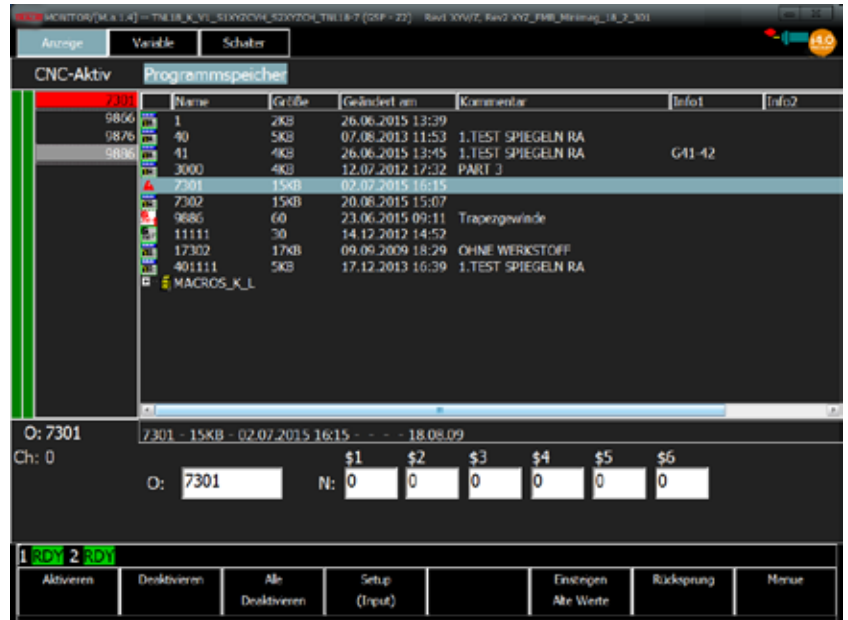 MONITOR/[M.a 1.4] — TNL18_K_V1_S1XYZCVH_S2XYZCH_TNL18-7 (GSP - Z2) Rev1 XYV/Z, Rev2 XYZ_FMB_Minimag_18_2_301
Anzeige Variable Schalter
4.0
CNC-Aktiv Programmspeicher
7301 Name Größe Geändert am Kommentar Info1 Info2
9866 1 2KB 26.06.2015 13:39
9876 40 5KB 07.08.2013 11:53 1.TEST SPIEGELN RA
9886 41 4KB 26.06.2015 13:45 1.TEST SPIEGELN RA G41-42
3000 4KB 12.07.2012 17:32 PART 3
7301 15KB 02.07.2015 16:15
7302 15KB 20.08.2015 15:07
9886 60 23.06.2015 09:11 Trapezgewinde
11111 30 14.12.2012 14:52
17302 17KB 09.09.2009 18:29 OHNE WERKSTOFF
401111 5KB 17.12.2013 16:39 1.TEST SPIEGELN RA
MACROS_K_L
O: 7301 7301 - 15KB - 02.07.2015 16:15 - - - - 18.08.09
Ch: 0 $1 $2 $3 $4 $5 $6
O: 7301 N: 0 0 0 0 0 0
1 RDY 2 RDY
Aktivieren Deaktivieren Alle Deaktivieren Setup (Input) Einsteigen Alte Werte Rücksprung Menue